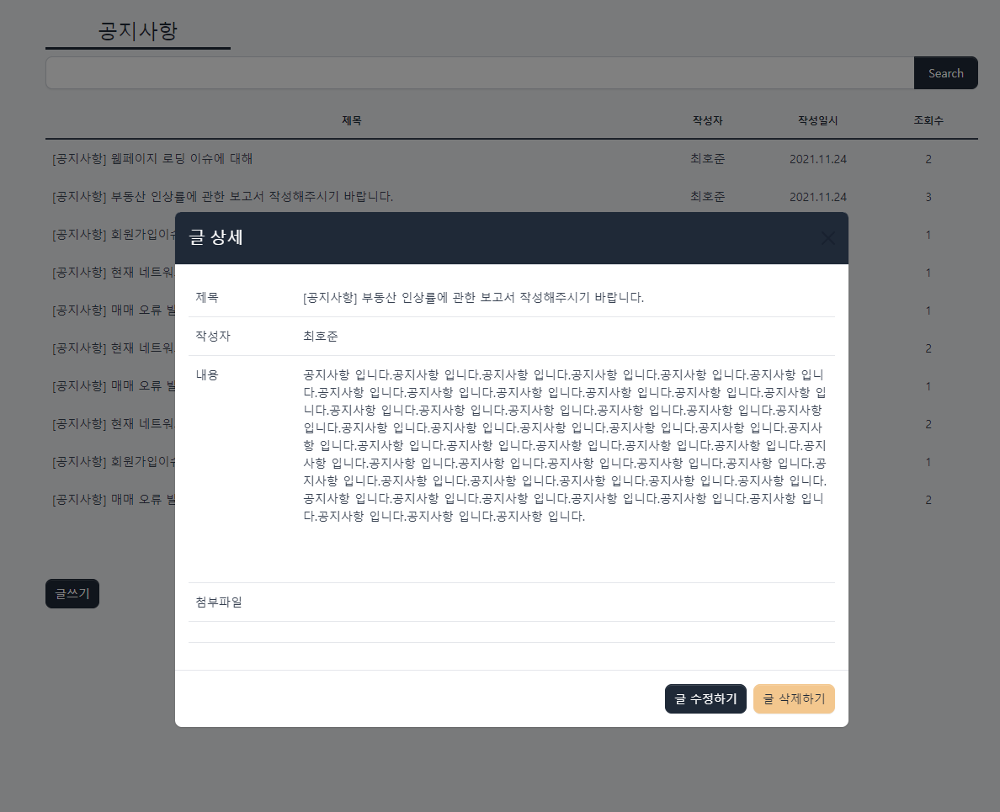 공지사항
Search
제목 작성자 작성일시 조회수
[공지사항] 웹페이지 로딩 이슈에 대해 최호준 2021.11.24 2
[공지사항] 부동산 인상률에 관한 보고서 작성해주시기 바랍니다. 최호준 2021.11.24 3
[공지사항] 회원가입이슈 1
[공지사항] 현재 네트워 1
[공지사항] 매매 오류 발 1
[공지사항] 현재 네트워 2
[공지사항] 매매 오류 발 1
[공지사항] 현재 네트워 2
[공지사항] 회원가입이슈 1
[공지사항] 매매 오류 발 2
글쓰기
글 상세
제목 [공지사항] 부동산 인상률에 관한 보고서 작성해주시기 바랍니다.
작성자 최호준
내용 공지사항 입니다.공지사항 입니다.공지사항 입니다.공지사항 입니다.공지사항 입니다.공지사항 입니
다.공지사항 입니다.공지사항 입니다.공지사항 입니다.공지사항 입니다.공지사항 입니다.공지사항 입
니다.공지사항 입니다.공지사항 입니다.공지사항 입니다.공지사항 입니다.공지사항 입니다.공지사항
입니다.공지사항 입니다.공지사항 입니다.공지사항 입니다.공지사항 입니다.공지사항 입니다.공지사
항 입니다.공지사항 입니다.공지사항 입니다.공지사항 입니다.공지사항 입니다.공지사항 입니다.공지
사항 입니다.공지사항 입니다.공지사항 입니다.공지사항 입니다.공지사항 입니다.공지사항 입니다.공
지사항 입니다.공지사항 입니다.공지사항 입니다.공지사항 입니다.공지사항 입니다.공지사항 입니다.
공지사항 입니다.공지사항 입니다.공지사항 입니다.공지사항 입니다.공지사항 입니다.공지사항 입니
다.공지사항 입니다.공지사항 입니다.공지사항 입니다.
첨부파일
글 수정하기 글 삭제하기